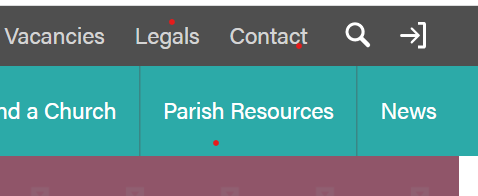 Vacancies Legals Contact
nd a Church Parish Resources News